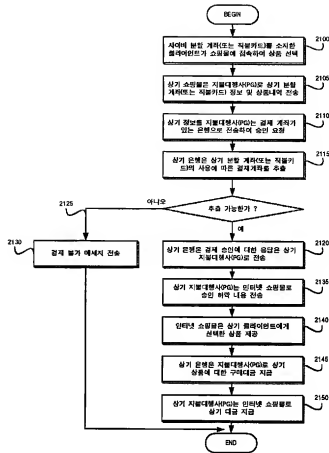 BEGIN
2100
사이버 분할 계좌(또는 직불카드)를 소지한
클라이언트가 쇼핑몰에 접속하여 상품 선택
2105
상기 쇼핑몰은 지불대행사(PG)로 상기 분할
계좌(또는 직불카드) 정보 및 상품내역 전송
2110
상기 정보를 지불대행사(PG)는 결제 계좌가
있는 은행으로 전송하여 승인 요청
2115
상기 은행은 상기 분할 계좌(또는 직불카
드)의 사용에 따른 결제계좌를 추출
2125
아니오
추출 가능한가 ?
예
2130
결제 불가 메세지 전송
2120
상기 은행은 결제 승인에 대한 응답은 상기
지불대행사(PG)로 전송
2135
상기 지불대행사(PG)는 인터넷 쇼핑몰로
승인 허락 내용 전송
2140
인터넷 쇼핑몰은 상기 클라이언트에게
선택한 상품 제공
2145
상기 은행은 지불대행사(PG)로 상기
상품에 대한 구매대금 지급
2150
상기 지불대행사(PG)는 인터넷 쇼핑몰로
상기 대금 지급
END